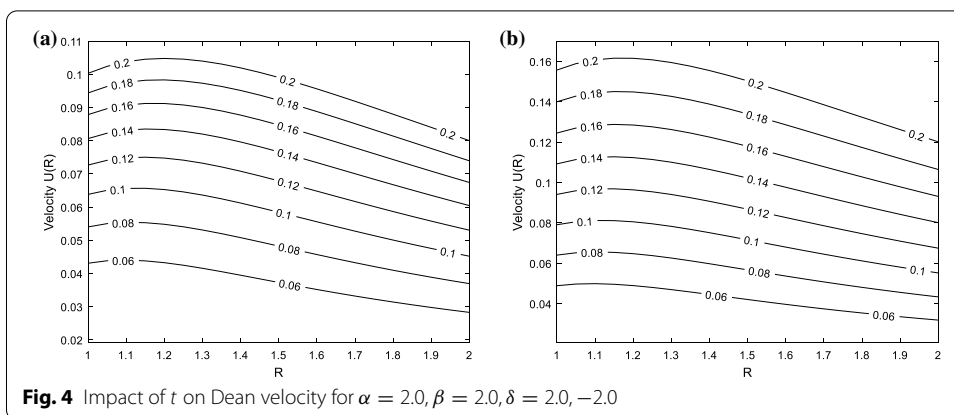 (a)
0.11
0.1
0.09
0.08
0.07
0.06
0.05
0.04
0.03
0.02
Velocity U(R)
0.2 0.2 0.2
0.18 0.18
0.16 0.16
0.14 0.14
0.12 0.12
0.1 0.1 0.1
0.08 0.08
0.06 0.06
1 1.1 1.2 1.3 1.4 1.5 1.6 1.7 1.8 1.9 2
R
(b)
0.16
0.14
0.12
0.1
0.08
0.06
0.04
Velocity U(R)
0.2 0.2 0.2
0.18 0.18
0.16 0.16
0.14 0.14
0.12 0.12
0.1 0.1 0.1
0.08 0.08
0.06 0.06
1 1.1 1.2 1.3 1.4 1.5 1.6 1.7 1.8 1.9 2
R
Fig. 4 Impact of t on Dean velocity for α = 2.0, β = 2.0, δ = 2.0, −2.0